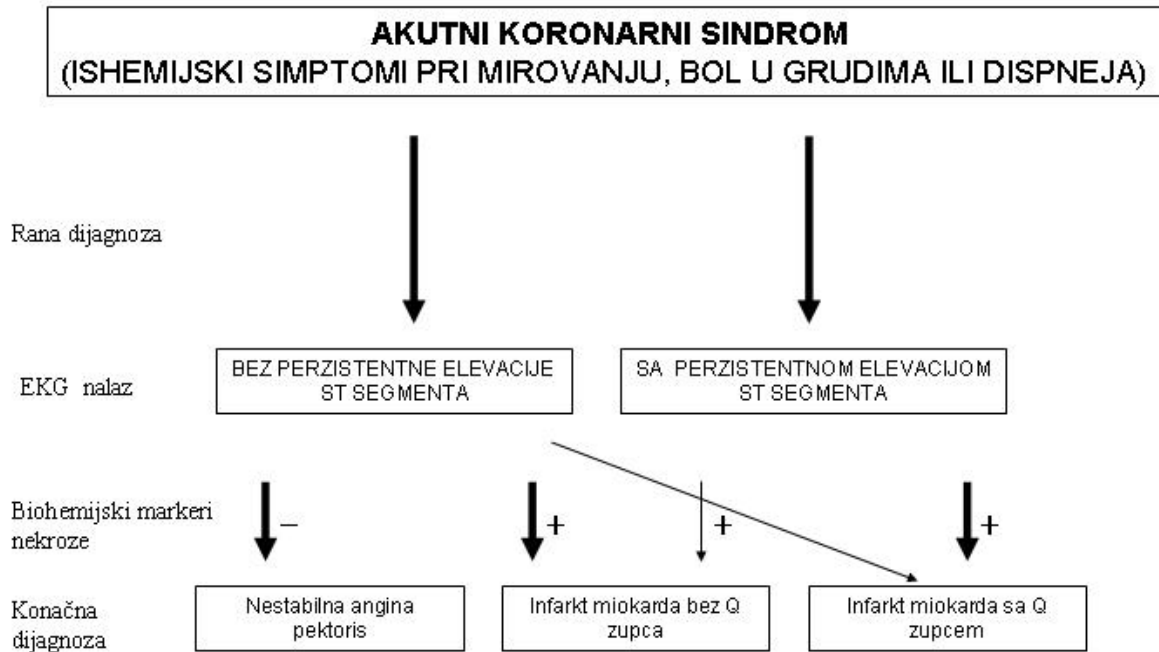 AKUTNI KORONARNI SINDROM
(ISHEMIJSKI SIMPTOMI PRI MIROVANJU, BOL U GRUDIMA ILI DISPNEJA)
Rana dijagnoza
EKG nalaz
BEZ PERZISTENTNE ELEVACIJE
ST SEGMENTA
SA PERZISTENTNOM ELEVACIJOM
ST SEGMENTA
Biohemijski markeri
nekroze
–
+
+
+
Konačna
dijagnoza
Nestabilna angina
pektoris
Infarkt miokarda bez Q
zupca
Infarkt miokarda sa Q
zupcem